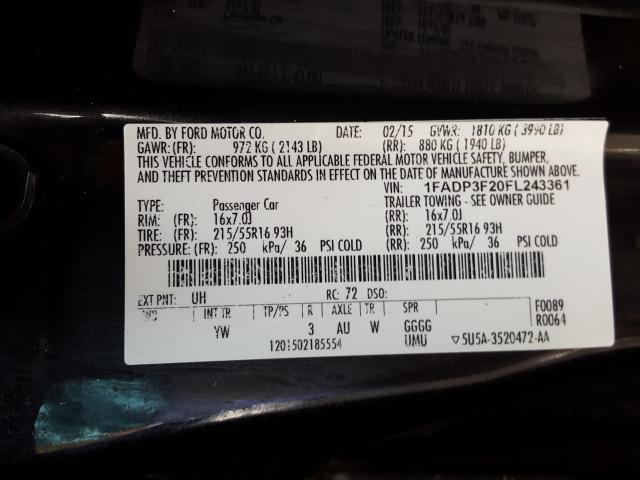 MFD. BY FORD MOTOR CO. DATE: 02/15 GVWR: 1810 KG ( 3990 LB)
GAWR: (FR): 972 KG ( 2143 LB) (RR): 880 KG ( 1940 LB)
THIS VEHICLE CONFORMS TO ALL APPLICABLE FEDERAL MOTOR VEHICLE SAFETY, BUMPER,
AND THEFT PREVENTION STANDARDS IN EFFECT ON THE DATE OF MANUFACTURE SHOWN ABOVE.
VIN: 1FADP3F20FL243361
TYPE: Passenger Car TRAILER TOWING - SEE OWNER GUIDE
RIM: (FR): 16x7.0J (RR): 16x7.0J
TIRE: (FR): 215/55R16 93H (RR): 215/55R16 93H
PRESSURE: (FR): 250 kPa/ 36 PSI COLD (RR): 250 kPa/ 36 PSI COLD
EXT PNT: UH RC: 72 DSO:
WB INT TR TP/PS R AXLE TR SPR F0089
YW 3 AU W GGGG R0064
1201502185554 UMU 5U5A-3520472-AA